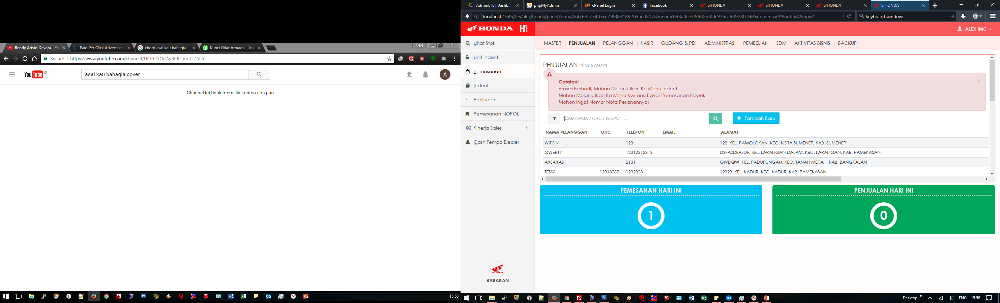 Rendy Aristo Devara - Yo
Paid Per Click Advertising
chord asal kau bahagia -
Kunci Gitar Armada - Asa
Arief
Secure
https://www.youtube.com/channel/UCPh1rOCAvBRIPTmoCs1Ycfg
YouTube ID
asal kau bahagia cover
A
Channel ini tidak memiliki konten apa pun
15.58
AdminLTE | Dashb...
phpMyAdmin
cPanel Login
Facebook
SIHONDA
SIHONDA
SIHONDA
SIHONDA
localhost:1545/tes/alex/honda/page/?opt=454763c774d5cd79f8831892b5aed207&menu=b93a0ee3f9f6f2d3fdc975ca93923079&submenu=A&note=4&np=1
keyboard windows
ABP
HONDA H1
ALEX IMC
MASTER | PENJUALAN | PELANGGAN | KASIR | GUDANG & PDI | ADMINISTRASI | PEMBELIAN | SDM | AKTIVITAS BISNIS | BACKUP
Lihat Stok
Unit Indent
Pemesanan
Indent
Penjualan
Pemesanan NOPOL
Kinerja Sales
Cash Tempo Dealer
HONDA
BABAKAN
PENJUALAN PEMESANAN
Catatan!
Proses Berhasil, Mohon Melanjutkan Ke Menu Indent.
Mohon Melanjutkan Ke Menu Kwitansi Bayar Pemesanan Nopol.
Mohon Ingat Nomor Nota Pesanannya!
CARI NAMA / OHC / TELEPON ...
Tambah Baru
NAMA PELANGGAN OHC TELEPON EMAIL ALAMAT
WITONI 123 123. KEL. PAMOLOKAN, KEC. KOTA SUMENEP, KAB. SUMENEP
QWERTY 12312312313 DSFASDFASDF. KEL. LARANGAN DALAM, KEC. LARANGAN, KAB. PAMEKASAN
AXSAXAS 2131 QWDQW. KEL. PADURUNGAN, KEC. TANAH MERAH, KAB. BANGKALAN
TESSS 12313232 1232323 12323. KEL. KADUR, KEC. KADUR, KAB. PAMEKASAN
PEMESANAN HARI INI
1
PENJUALAN HARI INI
0
Desktop
ENG
15.58